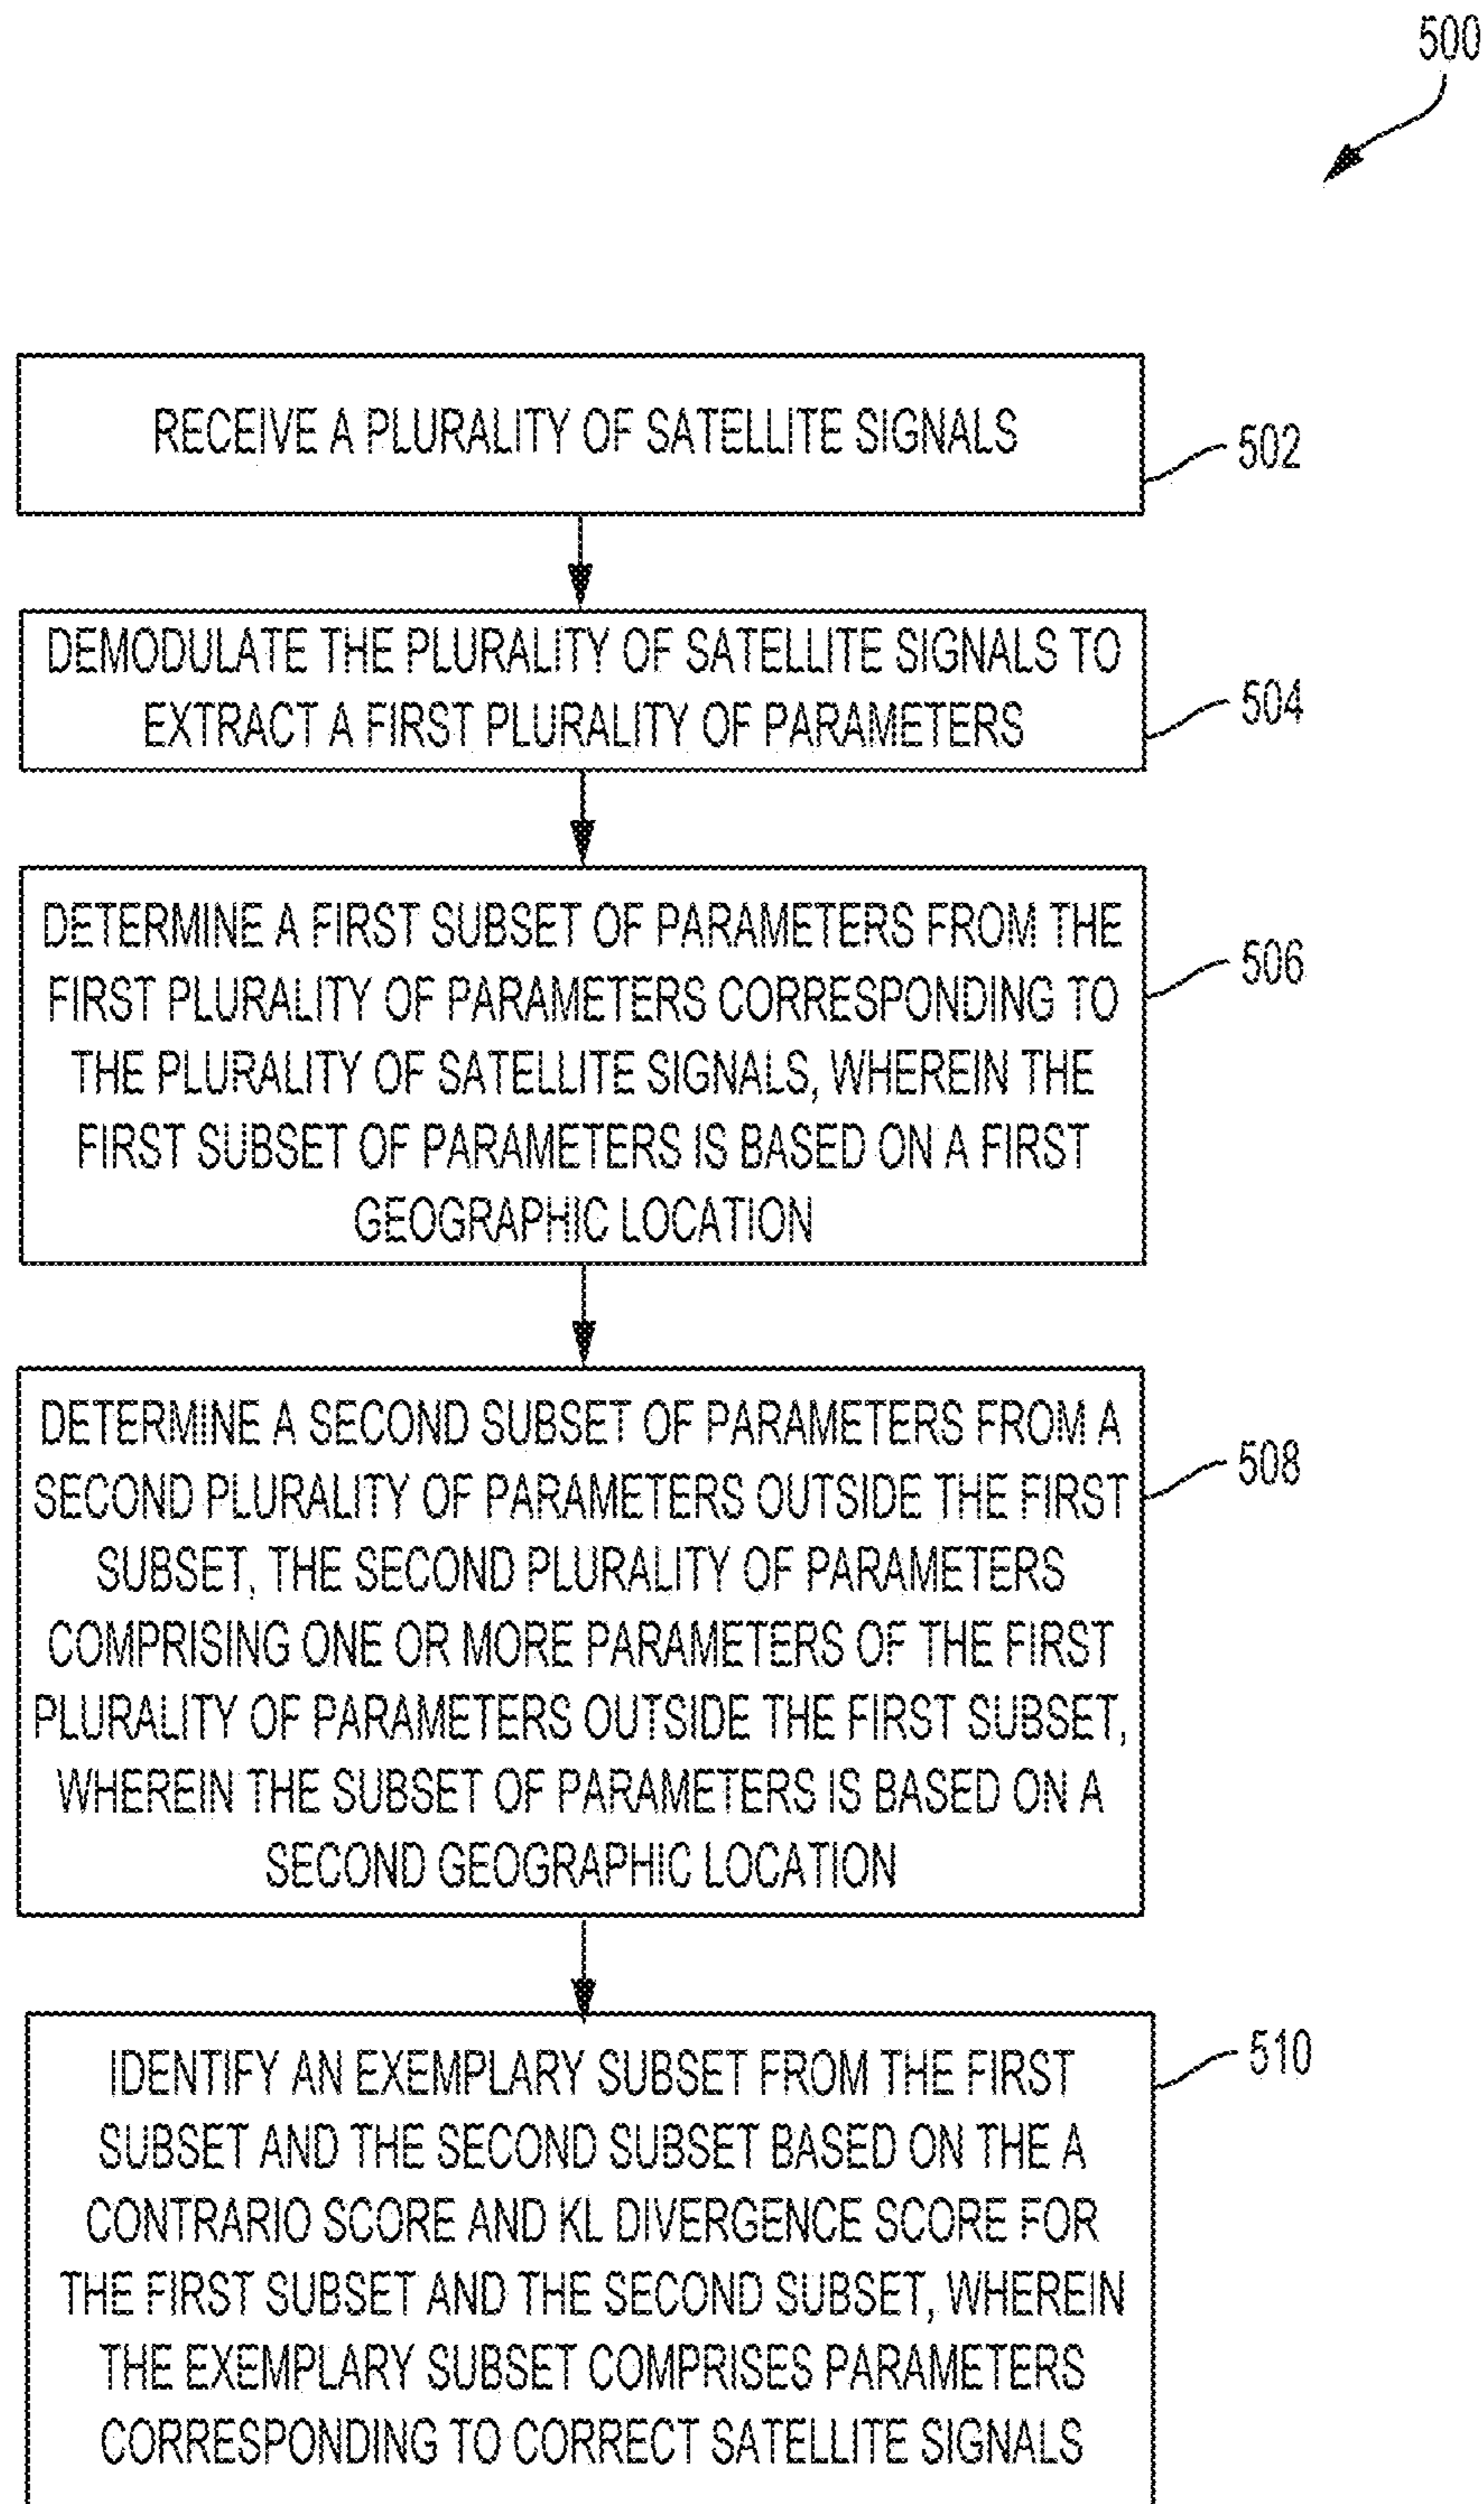 500
RECEIVE A PLURALITY OF SATELLITE SIGNALS
502
DEMODULATE THE PLURALITY OF SATELLITE SIGNALS TO
EXTRACT A FIRST PLURALITY OF PARAMETERS
504
DETERMINE A FIRST SUBSET OF PARAMETERS FROM THE
FIRST PLURALITY OF PARAMETERS CORRESPONDING TO
THE PLURALITY OF SATELLITE SIGNALS, WHEREIN THE
FIRST SUBSET OF PARAMETERS IS BASED ON A FIRST
GEOGRAPHIC LOCATION
506
DETERMINE A SECOND SUBSET OF PARAMETERS FROM A
SECOND PLURALITY OF PARAMETERS OUTSIDE THE FIRST
SUBSET, THE SECOND PLURALITY OF PARAMETERS
COMPRISING ONE OR MORE PARAMETERS OF THE FIRST
PLURALITY OF PARAMETERS OUTSIDE THE FIRST SUBSET,
WHEREIN THE SUBSET OF PARAMETERS IS BASED ON A
SECOND GEOGRAPHIC LOCATION
508
IDENTIFY AN EXEMPLARY SUBSET FROM THE FIRST
SUBSET AND THE SECOND SUBSET BASED ON THE A
CONTRARIO SCORE AND KL DIVERGENCE SCORE FOR
THE FIRST SUBSET AND THE SECOND SUBSET, WHEREIN
THE EXEMPLARY SUBSET COMPRISES PARAMETERS
CORRESPONDING TO CORRECT SATELLITE SIGNALS
510